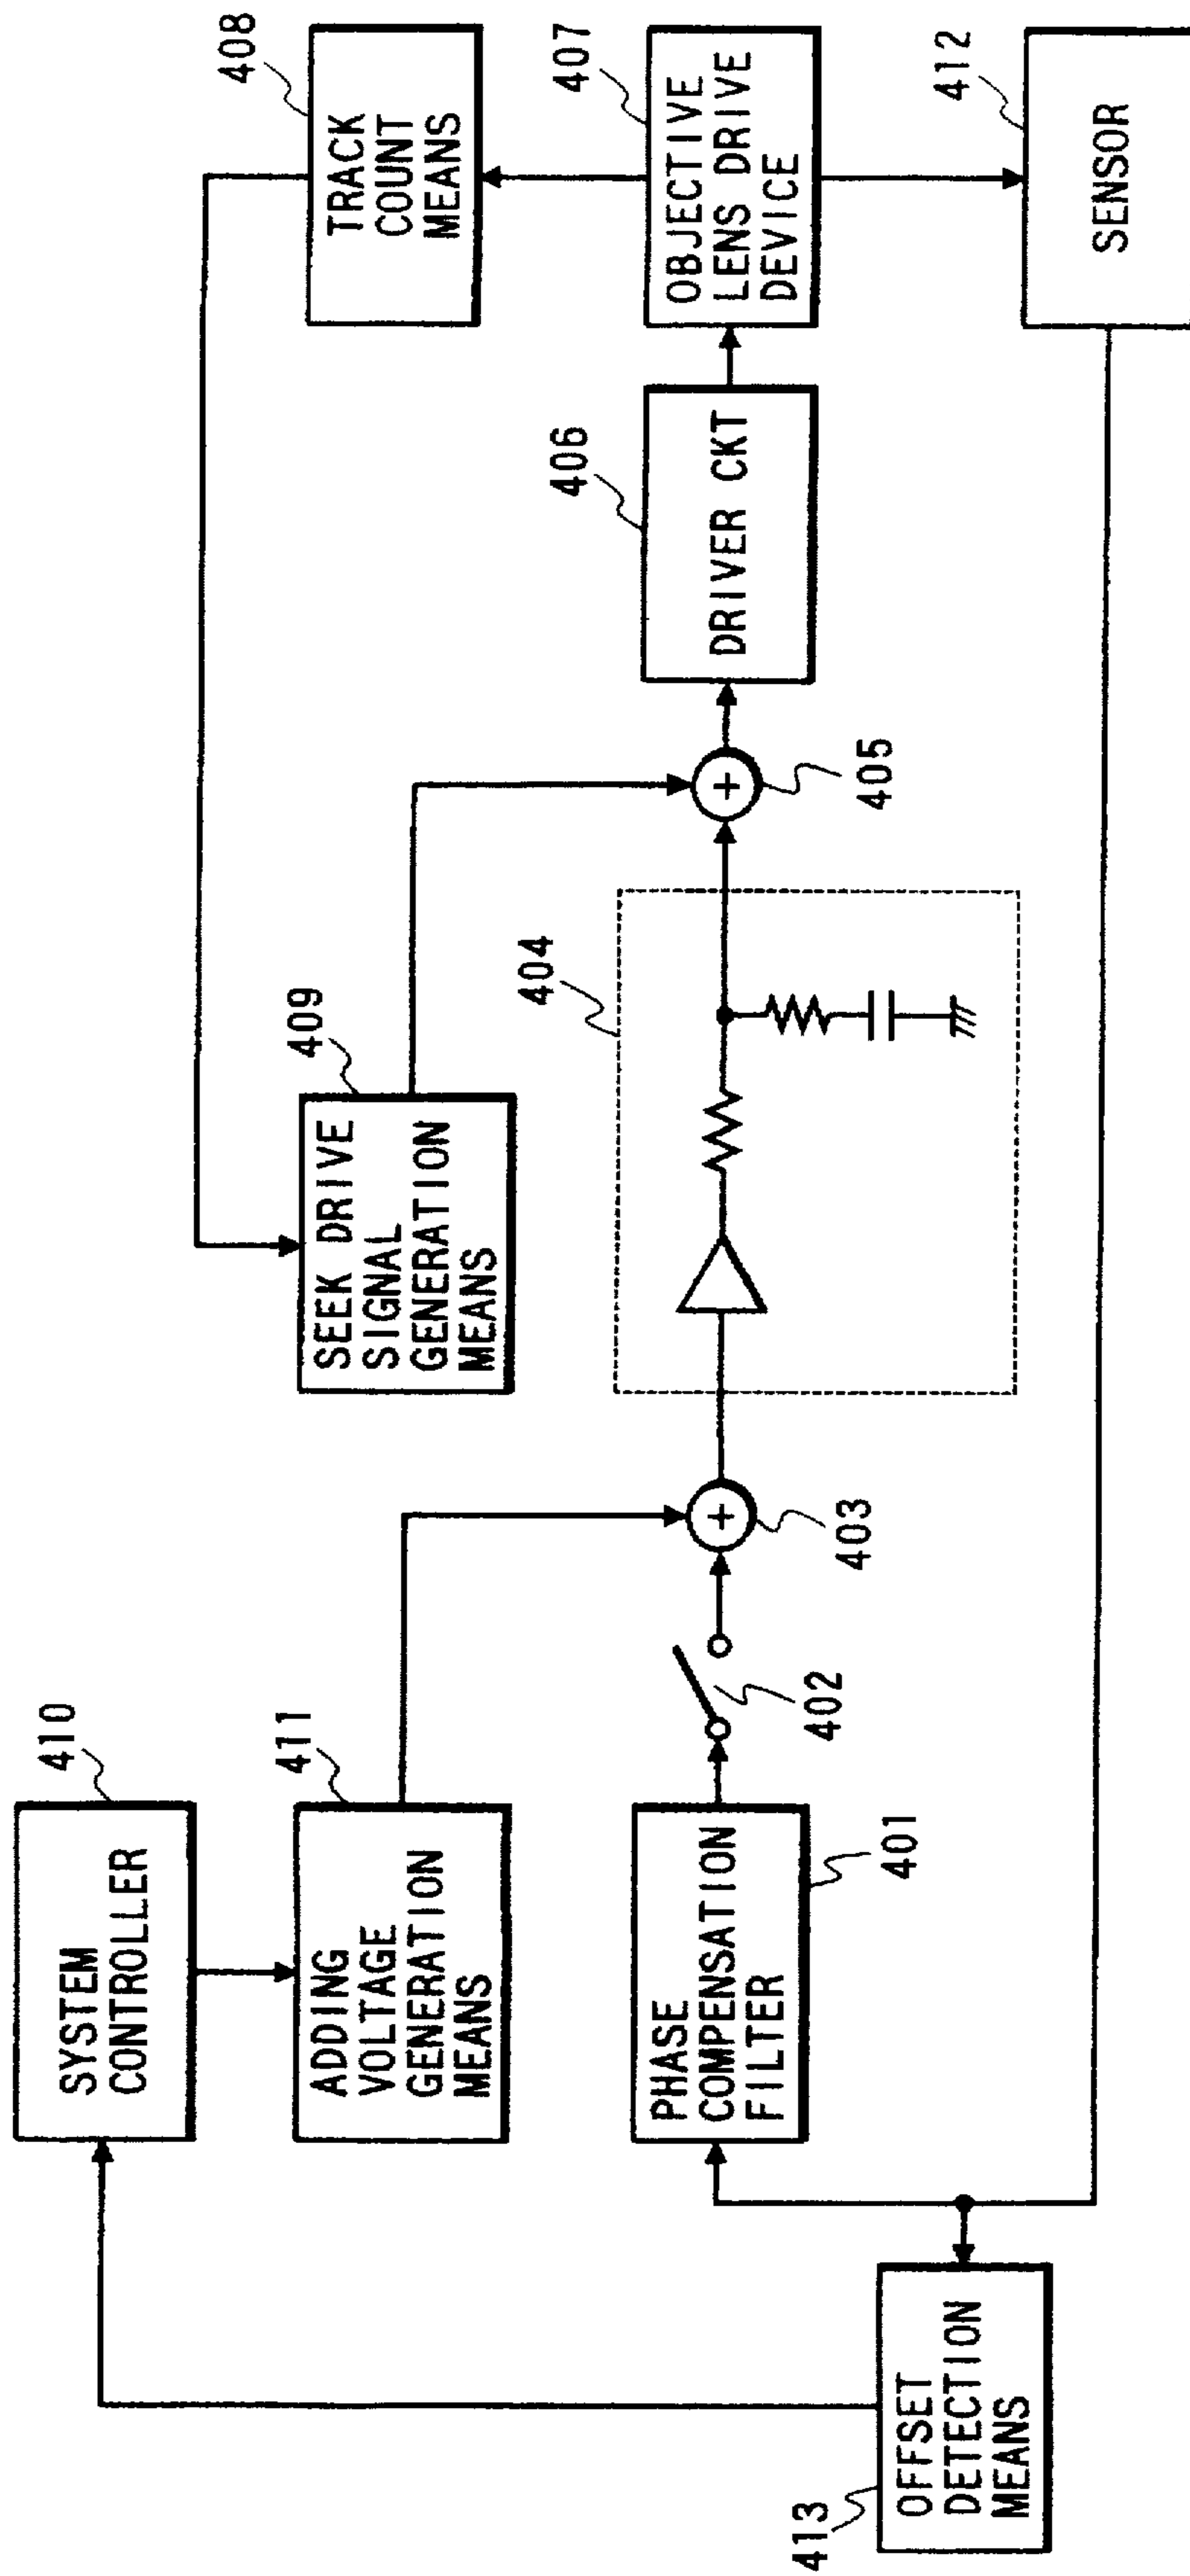 410
SYSTEM
CONTROLLER
411
ADDING
VOLTAGE
GENERATION
MEANS
PHASE
COMPENSATION
FILTER
401
402
403
413
OFFSET
DETECTION
MEANS
409
SEEK DRIVE
SIGNAL
GENERATION
MEANS
404
+
+
405
406
DRIVER CKT
408
TRACK
COUNT
MEANS
407
OBJECTIVE
LENS DRIVE
DEVICE
412
SENSOR